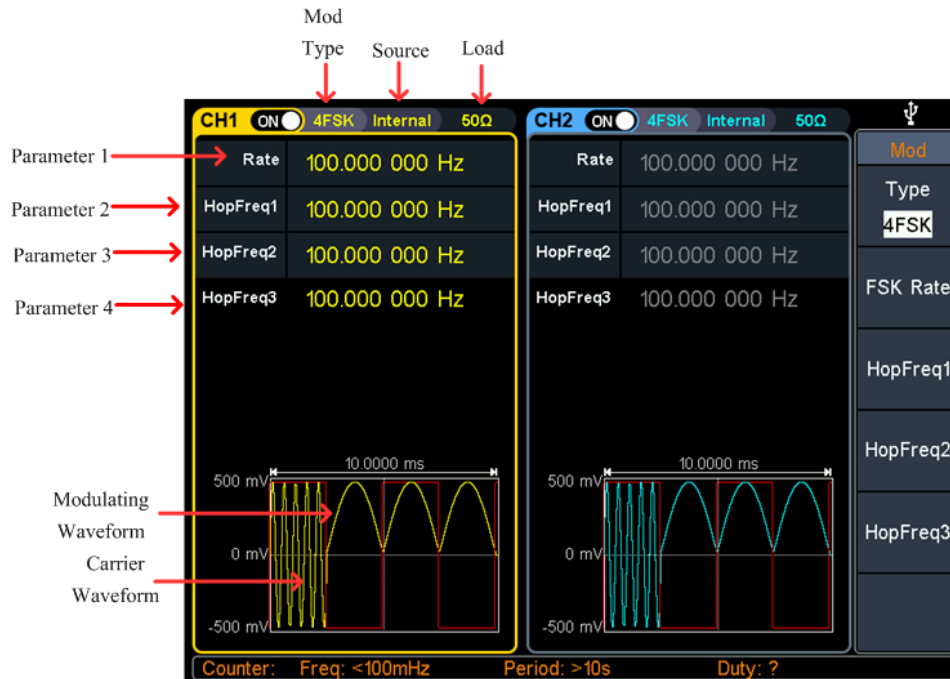 Mod
Type
Source
Load
CH1 ON 4FSK Internal 50Ω
CH2 ON 4FSK Internal 50Ω
Parameter 1
Rate 100.000 000 Hz
Rate 100.000 000 Hz
Mod
Type
4FSK
Parameter 2
HopFreq1 100.000 000 Hz
HopFreq1 100.000 000 Hz
Parameter 3
HopFreq2 100.000 000 Hz
HopFreq2 100.000 000 Hz
FSK Rate
Parameter 4
HopFreq3 100.000 000 Hz
HopFreq3 100.000 000 Hz
HopFreq1
HopFreq2
HopFreq3
10.0000 ms
500 mV
0 mV
-500 mV
10.0000 ms
500 mV
0 mV
-500 mV
Modulating
Waveform
Carrier
Waveform
Counter: Freq: <100mHz Period: >10s Duty: ?